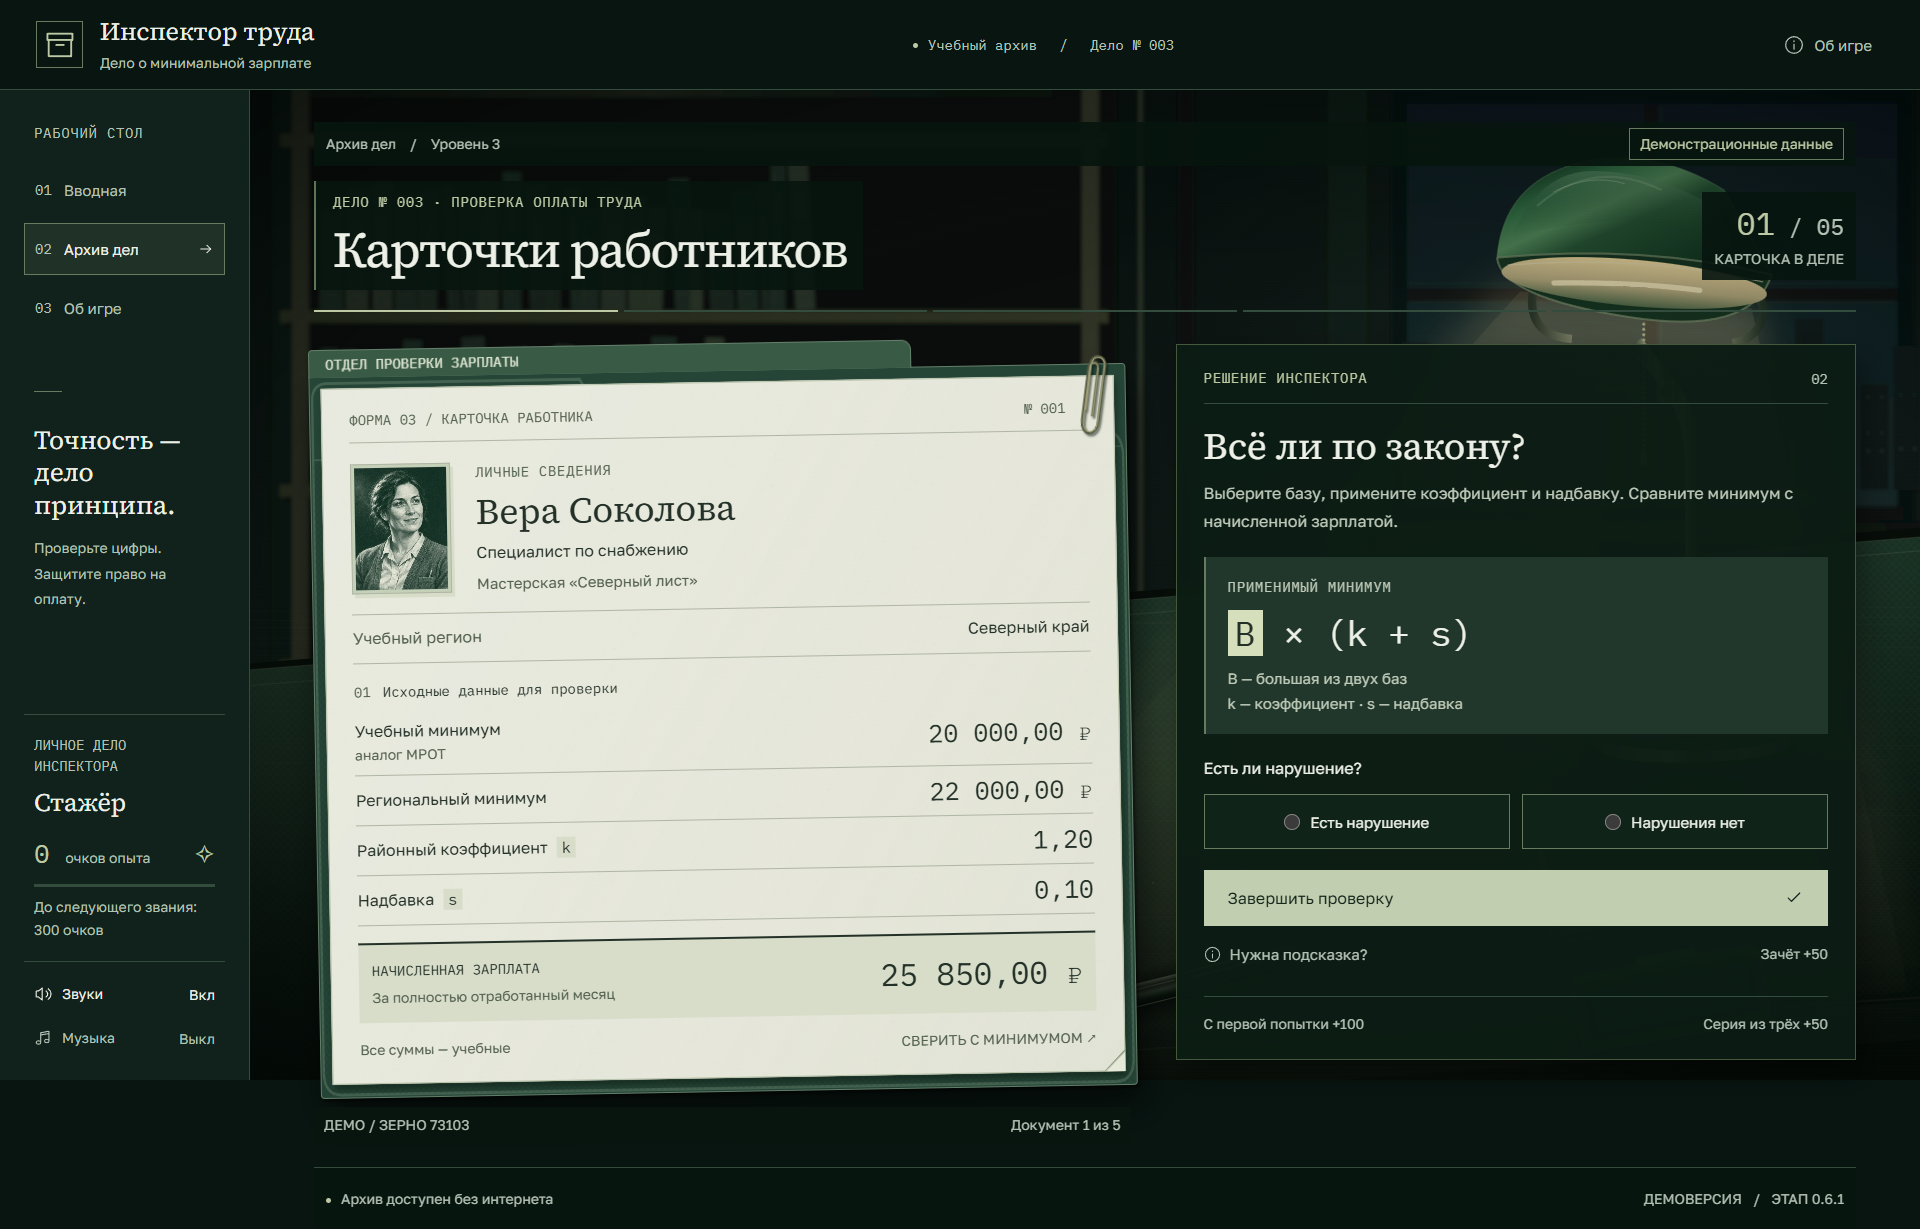 Инспектор труда
Дело о минимальной зарплате
• Учебный архив / Дело № 003
Об игре
РАБОЧИЙ СТОЛ
01 Вводная
02 Архив дел →
03 Об игре
Точность —
дело
принципа.
Проверьте цифры.
Защитите право на
оплату.
ЛИЧНОЕ ДЕЛО
ИНСПЕКТОРА
Стажёр
0 очков опыта
До следующего звания:
300 очков
Звуки Вкл
Музыка Выкл
Архив дел / Уровень 3
Демонстрационные данные
ДЕЛО № 003 · ПРОВЕРКА ОПЛАТЫ ТРУДА
Карточки работников
01 / 05
КАРТОЧКА В ДЕЛЕ
ОТДЕЛ ПРОВЕРКИ ЗАРПЛАТЫ
ФОРМА 03 / КАРТОЧКА РАБОТНИКА № 001
ЛИЧНЫЕ СВЕДЕНИЯ
Вера Соколова
Специалист по снабжению
Мастерская «Северный лист»
Учебный регион Северный край
01 Исходные данные для проверки
Учебный минимум 20 000,00 ₽
аналог МРОТ
Региональный минимум 22 000,00 ₽
Районный коэффициент k 1,20
Надбавка s 0,10
НАЧИСЛЕННАЯ ЗАРПЛАТА 25 850,00 ₽
За полностью отработанный месяц
Все суммы — учебные СВЕРИТЬ С МИНИМУМОМ ↗
ДЕМО / ЗЕРНО 73103 Документ 1 из 5
РЕШЕНИЕ ИНСПЕКТОРА 02
Всё ли по закону?
Выберите базу, примените коэффициент и надбавку. Сравните минимум с
начисленной зарплатой.
ПРИМЕНИМЫЙ МИНИМУМ
B × (k + s)
B — большая из двух баз
k — коэффициент · s — надбавка
Есть ли нарушение?
Есть нарушение
Нарушения нет
Завершить проверку ✓
Нужна подсказка? Зачёт +50
С первой попытки +100 Серия из трёх +50
• Архив доступен без интернета
ДЕМОВЕРСИЯ / ЭТАП 0.6.1